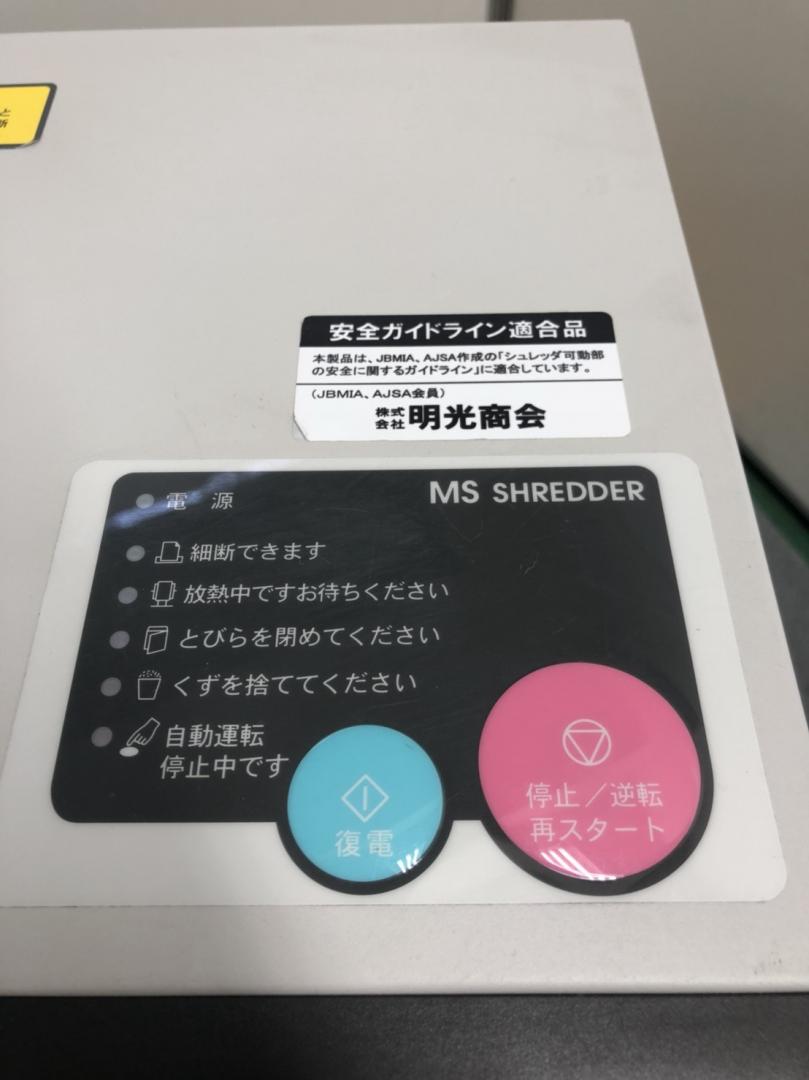 と
安全ガイドライン適合品
本製品は、JBMIA、AJSA作成の「シュレッダ可動部
の安全に関するガイドライン」に適合しています。
(JBMIA、AJSA会員)
株式会社 明光商会
MS SHREDDER
電 源
細断できます
放熱中ですお待ちください
とびらを閉めてください
くずを捨ててください
自動運転
停止中です
復電
停止／逆転
再スタート